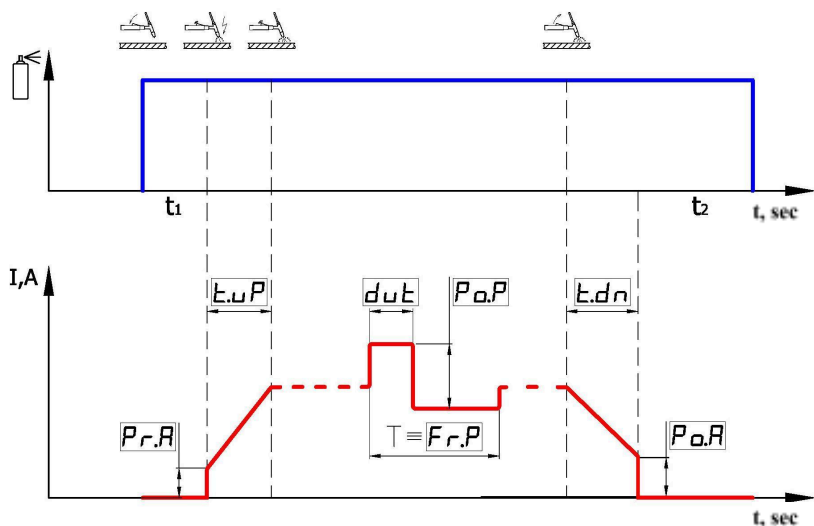 t1
t2
t, sec
I,A
t.uP
dut
Po.P
t.dn
Pr.A
T ≡ Fr.P
Po.A
t, sec